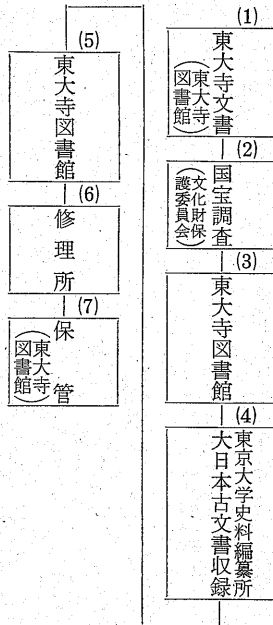 (1)
東大寺文書
(東大寺
図書館)
(2)
国宝調査
(文化財保
護委員会)
(3)
東大寺図書館
(4)
東京大学史料編纂所
大日本古文書収録
(5)
東大寺図書館
(6)
修理所
(7)
保管
(東大寺
図書館)